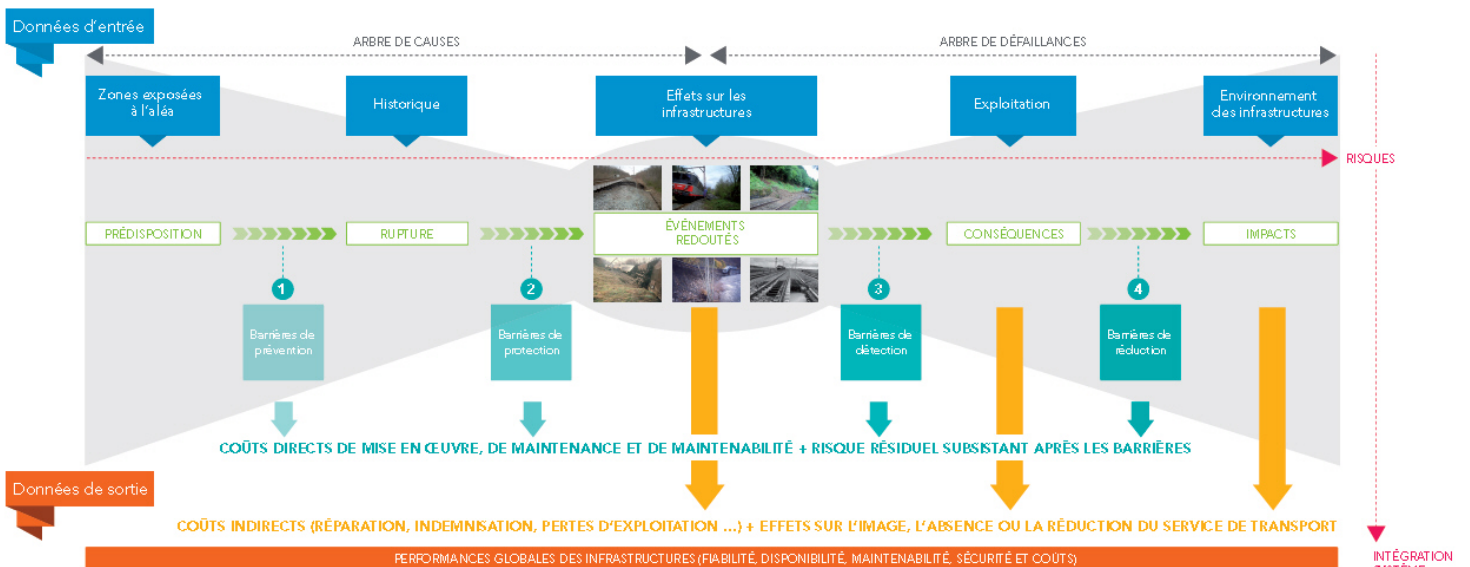 Données d'entrée
ARBRE DE CAUSES
ARBRE DE DÉFAILLANCES
Zones exposées
à l'aléa
Historique
Effets sur les
infrastructures
Exploitation
Environnement
des infrastructures
RISQUES
PRÉDISPOSITION
RUPTURE
ÉVÉNEMENTS
REDOUTÉS
CONSÉQUENCES
IMPACTS
1
2
3
4
Barrières de
prévention
Barrières de
protection
Barrières de
détection
Barrières de
réduction
COÛTS DIRECTS DE MISE EN ŒUVRE, DE MAINTENANCE ET DE MAINTENABILITÉ + RISQUE RÉSIDUEL SUBSISTANT APRÈS LES BARRIÈRES
Données de sortie
COÛTS INDIRECTS (RÉPARATION, INDEMNISATION, PERTES D'EXPLOITATION ...) + EFFETS SUR L'IMAGE, L'ABSENCE OU LA RÉDUCTION DU SERVICE DE TRANSPORT
PERFORMANCES GLOBALES DES INFRASTRUCTURES (FIABILITÉ, DISPONIBILITÉ, MAINTENABILITÉ, SÉCURITÉ ET COÛTS)
INTÉGRATION